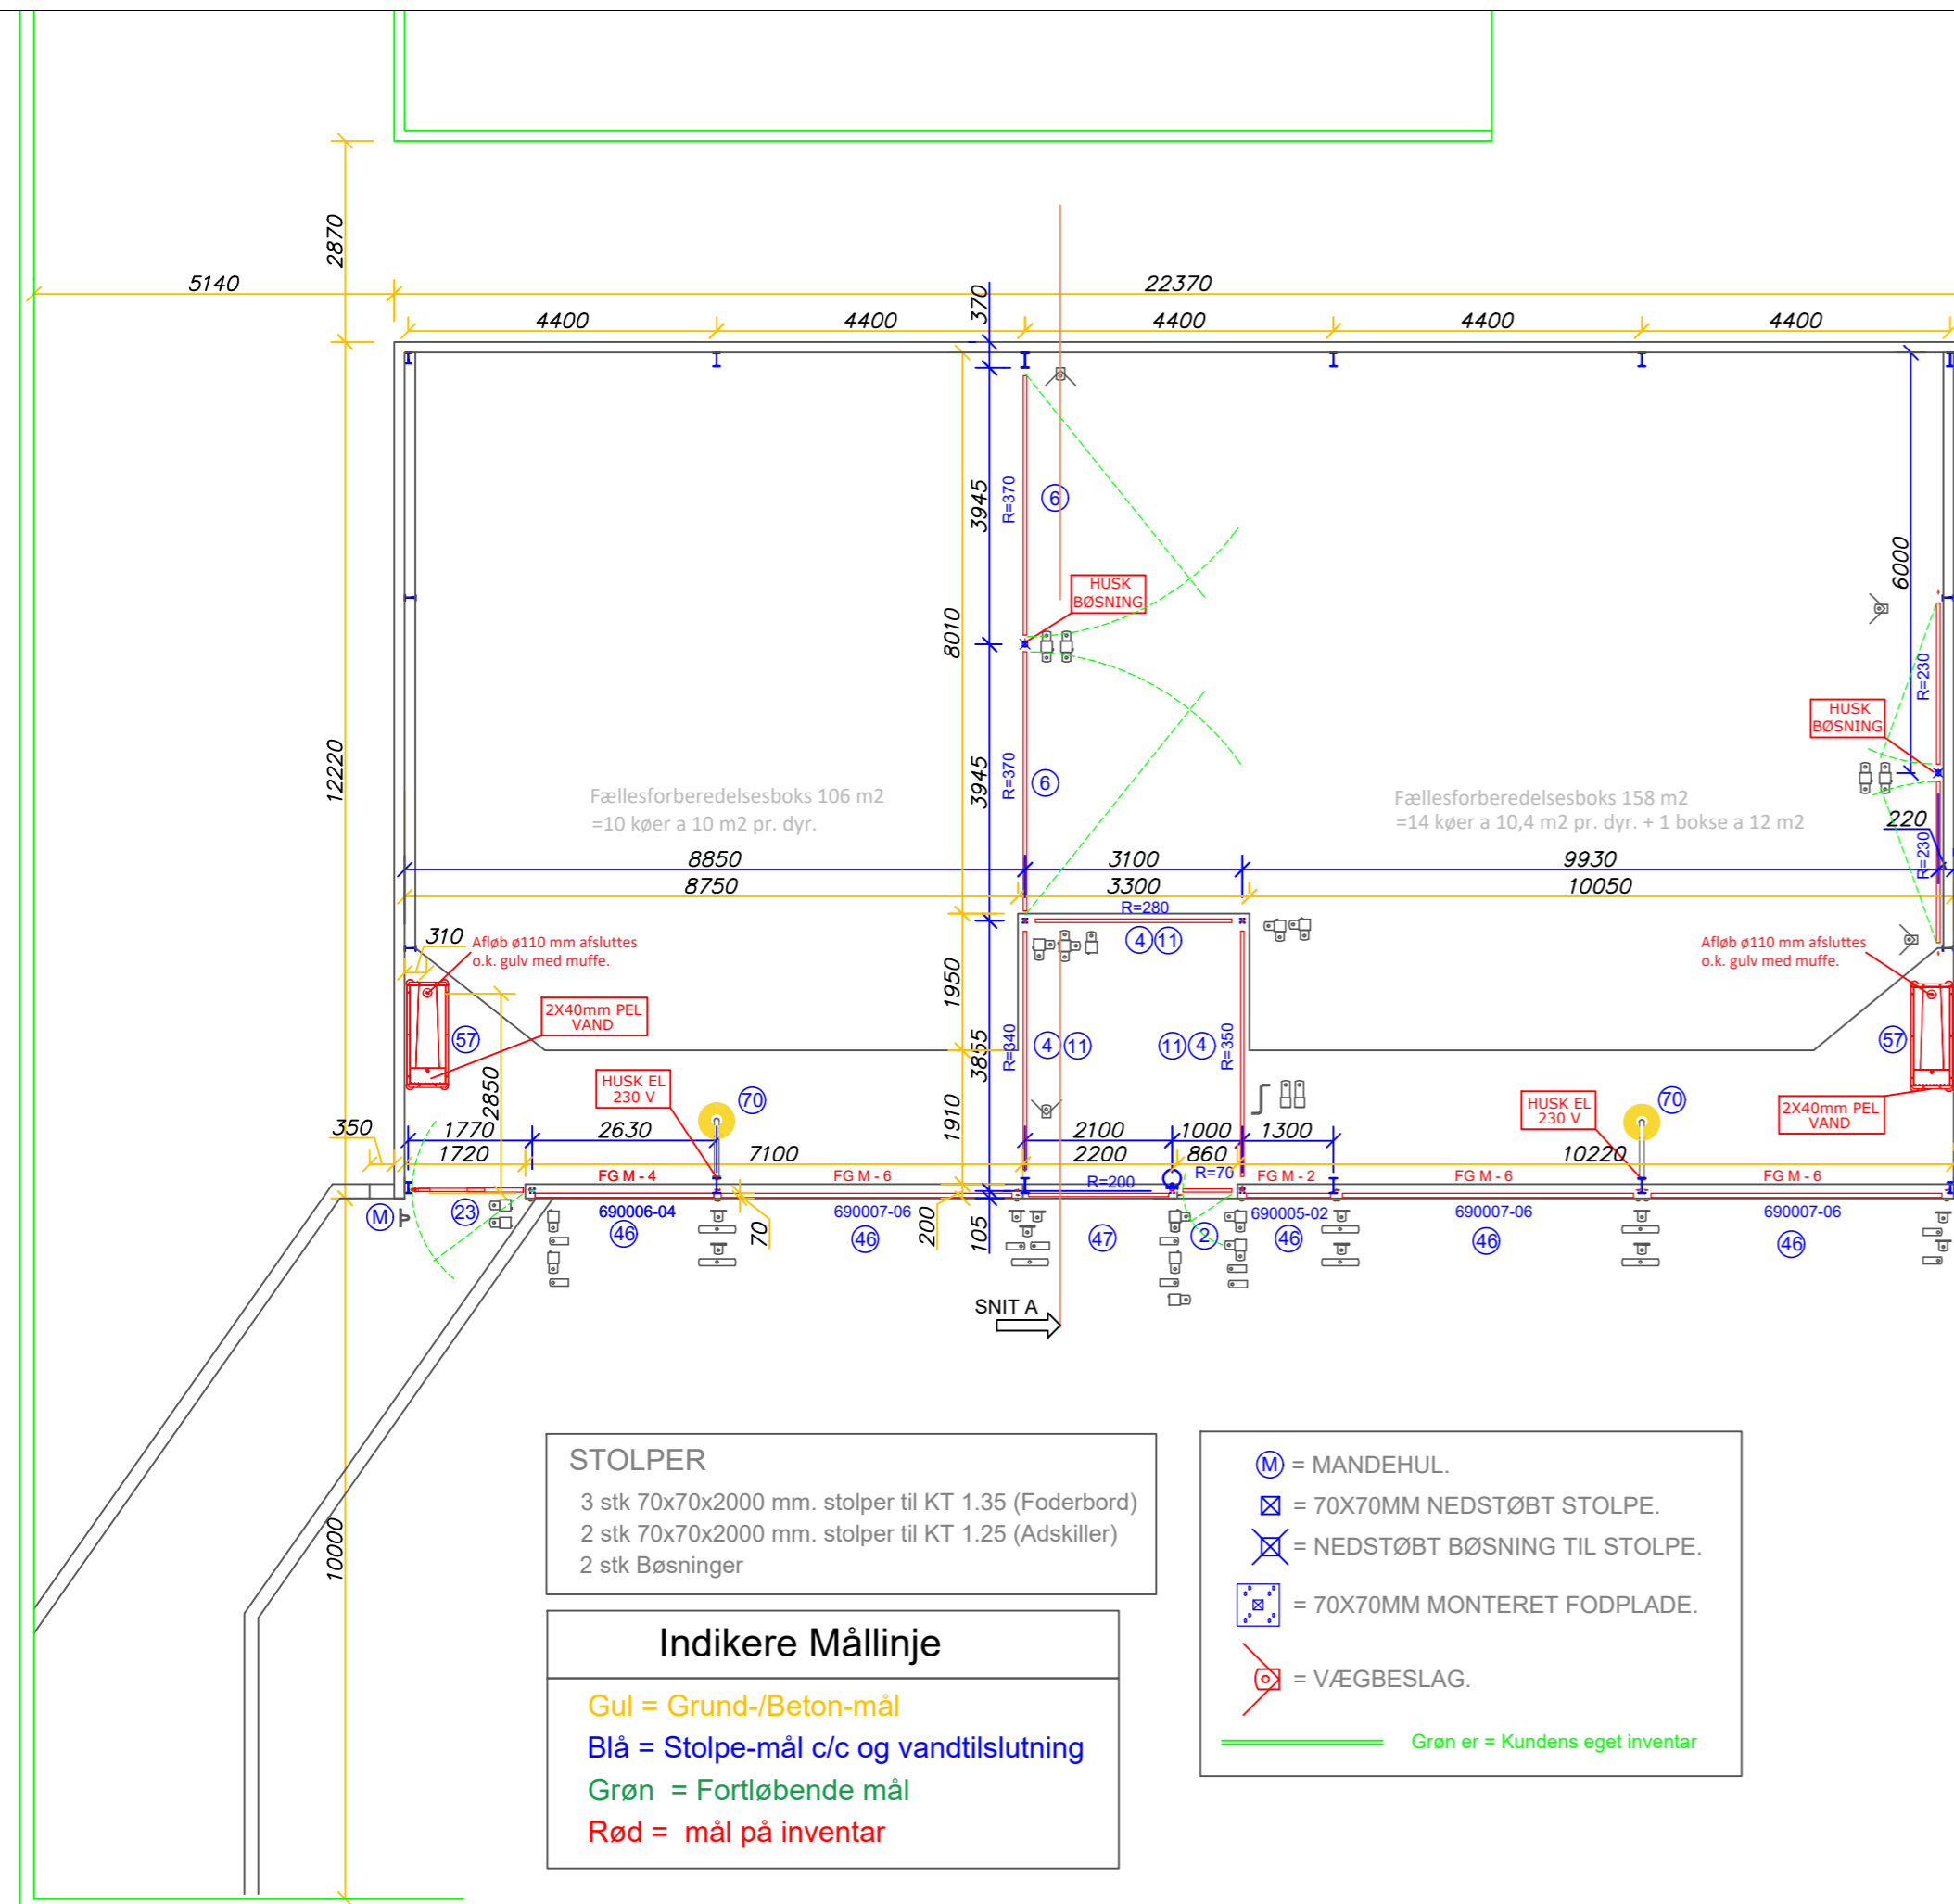 2870
5140
22370
370
4400
4400
4400
4400
4400
3945
R=370
6
HUSK
BØSNING
6000
8010
R=230
HUSK
BØSNING
12220
3945
R=370
6
Fællesforberedelsesboks 106 m2
=10 køer a 10 m2 pr. dyr.
Fællesforberedelsesboks 158 m2
=14 køer a 10,4 m2 pr. dyr. + 1 bokse a 12 m2
220
R=230
8850
3100
9930
8750
3300
10050
R=280
4 11
310
Afløb ø110 mm afsluttes
o.k. gulv med muffe.
Afløb ø110 mm afsluttes
o.k. gulv med muffe.
1950
2X40mm PEL
VAND
57
3855
R=340
4 11
11 4
R=350
57
2850
HUSK EL
230 V
70
HUSK EL
230 V
70
2X40mm PEL
VAND
1910
350
1770
2630
2100
1000
1300
1720
7100
2200
860
10220
FG M - 4
FG M - 6
R=200
R=70
FG M - 2
FG M - 6
FG M - 6
M
23
690006-04
46
70
690007-06
46
200
105
47
2
690005-02
46
690007-06
46
690007-06
46
SNIT A
10000
STOLPER
3 stk 70x70x2000 mm. stolper til KT 1.35 (Foderbord)
2 stk 70x70x2000 mm. stolper til KT 1.25 (Adskiller)
2 stk Bøsninger
Indikere Mållinje
Gul = Grund-/Beton-mål
Blå = Stolpe-mål c/c og vandtilslutning
Grøn = Fortløbende mål
Rød = mål på inventar
M = MANDEHUL.
= 70X70MM NEDSTØBT STOLPE.
= NEDSTØBT BØSNING TIL STOLPE.
= 70X70MM MONTERET FODPLADE.
= VÆGBESLAG.
Grøn er = Kundens eget inventar